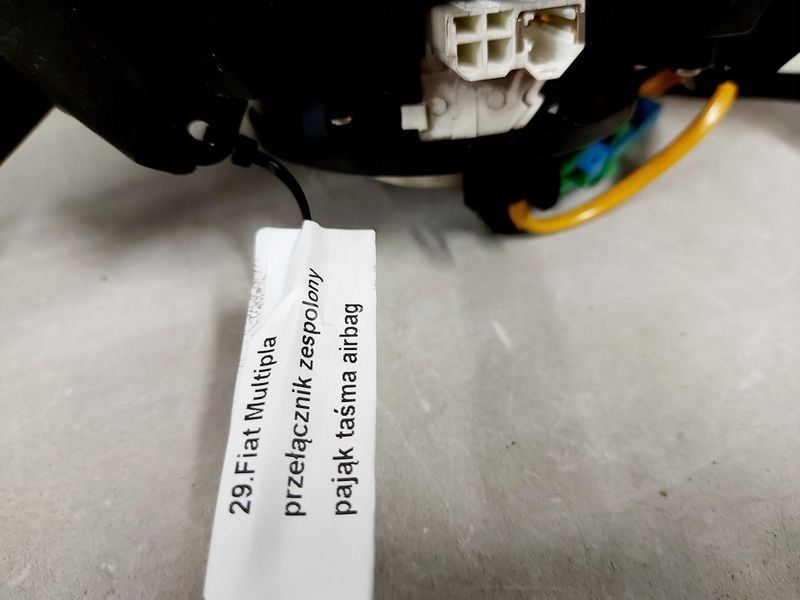 29.Fiat Multipla
przełącznik zespolony
pająk taśma airbag